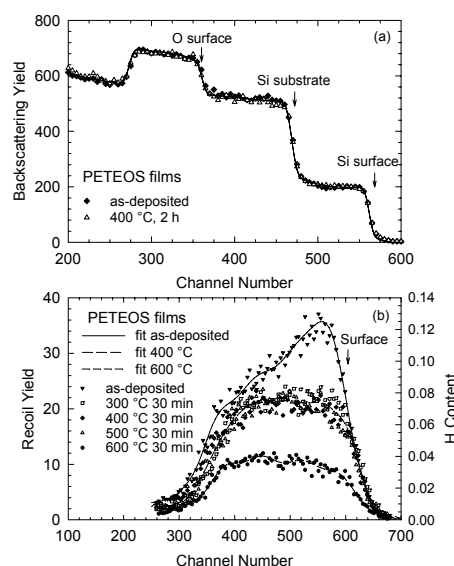 (a)
O surface
Si substrate
Si surface
Backscattering Yield
800
600
400
200
0
PETEOS films
as-deposited
400 °C, 2 h
200 250 300 350 400 450 500 550 600
Channel Number
(b)
PETEOS films
fit as-deposited
fit 400 °C
fit 600 °C
as-deposited
300 °C 30 min
400 °C 30 min
500 °C 30 min
600 °C 30 min
Surface
Recoil Yield
40
30
20
10
0
0.14
0.12
0.10
0.08
0.06
0.04
0.02
0.00
H Content
100 200 300 400 500 600 700
Channel Number